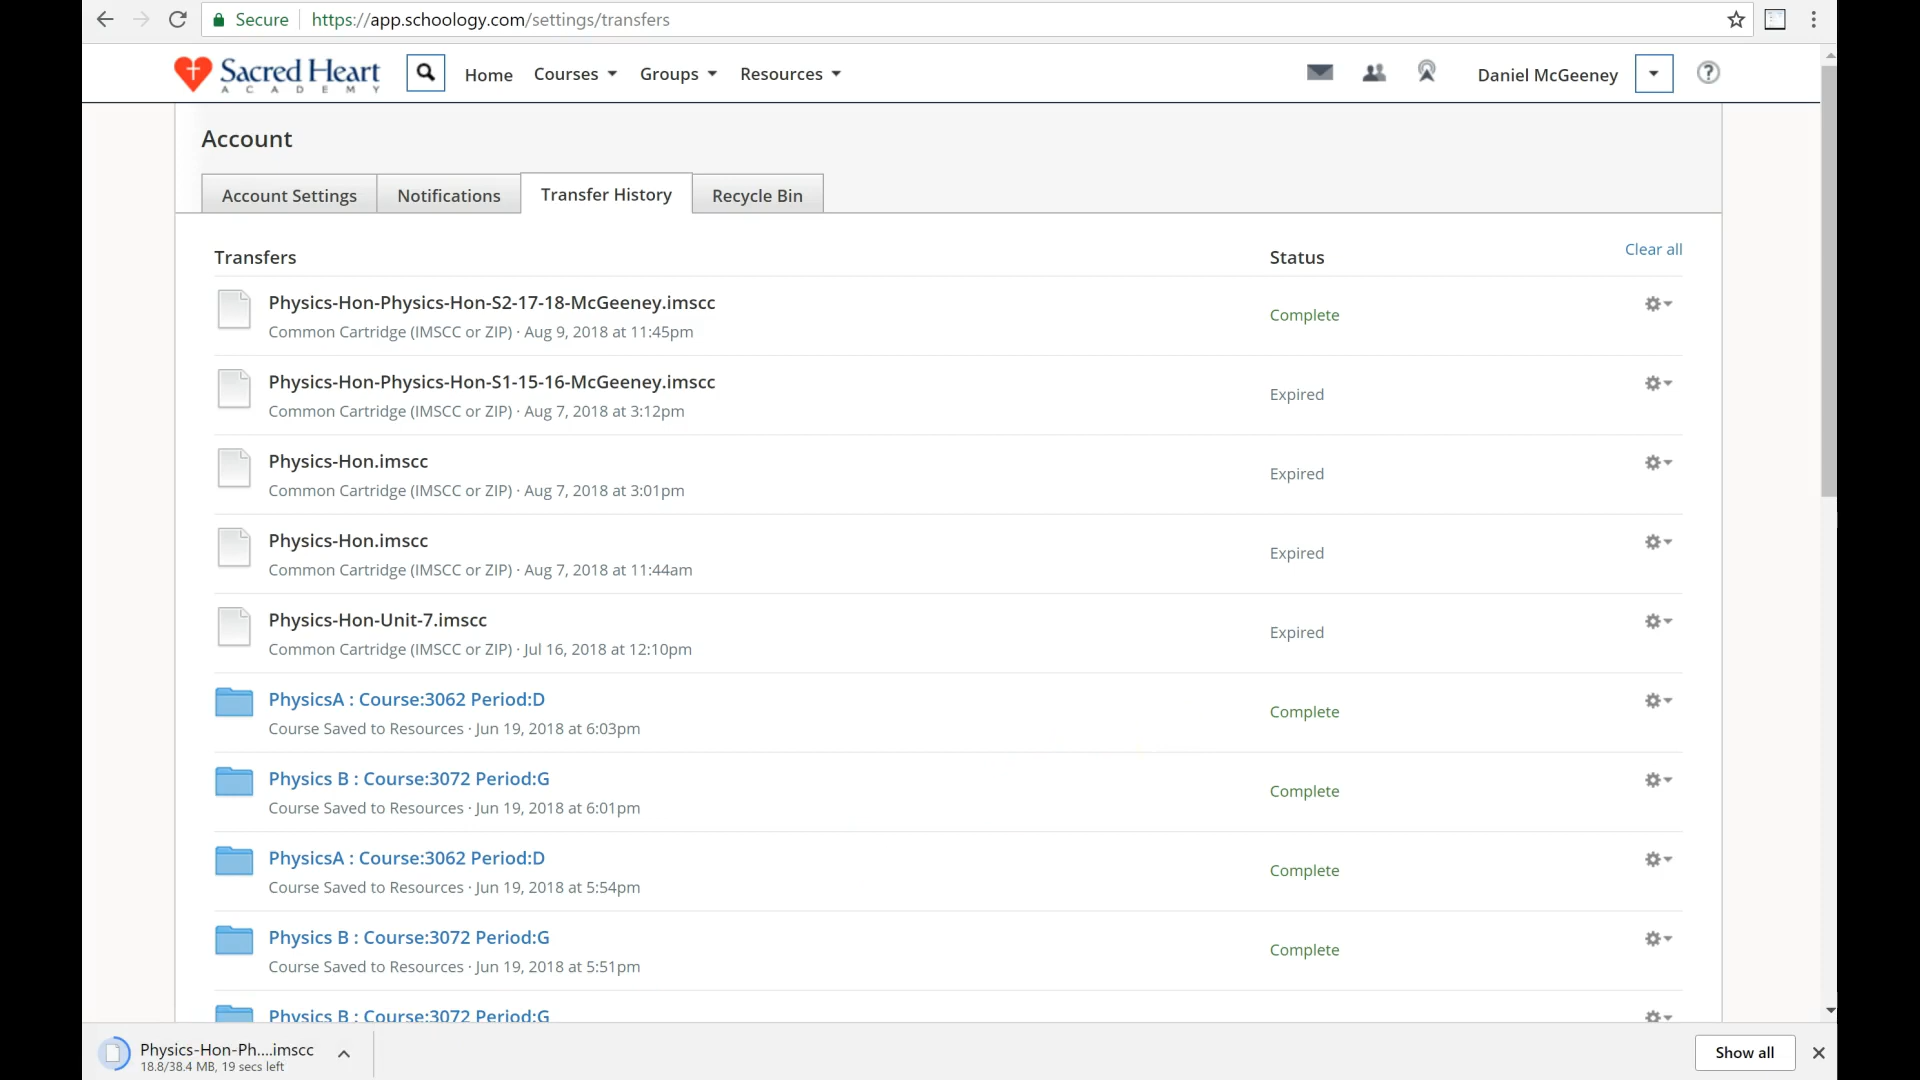 Secure https://app.schoology.com/settings/transfers
Sacred Heart
ACADEMY
Home Courses Groups Resources Daniel McGeeney
Account
Account Settings Notifications Transfer History Recycle Bin
Transfers Status Clear all
Physics-Hon-Physics-Hon-S2-17-18-McGeeney.imscc
Common Cartridge (IMSCC or ZIP) · Aug 9, 2018 at 11:45pm
Complete
Physics-Hon-Physics-Hon-S1-15-16-McGeeney.imscc
Common Cartridge (IMSCC or ZIP) · Aug 7, 2018 at 3:12pm
Expired
Physics-Hon.imscc
Common Cartridge (IMSCC or ZIP) · Aug 7, 2018 at 3:01pm
Expired
Physics-Hon.imscc
Common Cartridge (IMSCC or ZIP) · Aug 7, 2018 at 11:44am
Expired
Physics-Hon-Unit-7.imscc
Common Cartridge (IMSCC or ZIP) · Jul 16, 2018 at 12:10pm
Expired
PhysicsA : Course:3062 Period:D
Course Saved to Resources · Jun 19, 2018 at 6:03pm
Complete
Physics B : Course:3072 Period:G
Course Saved to Resources · Jun 19, 2018 at 6:01pm
Complete
PhysicsA : Course:3062 Period:D
Course Saved to Resources · Jun 19, 2018 at 5:54pm
Complete
Physics B : Course:3072 Period:G
Course Saved to Resources · Jun 19, 2018 at 5:51pm
Complete
Physics B : Course:3072 Period:G
Physics-Hon-Ph....imscc
18.8/38.4 MB, 19 secs left
Show all